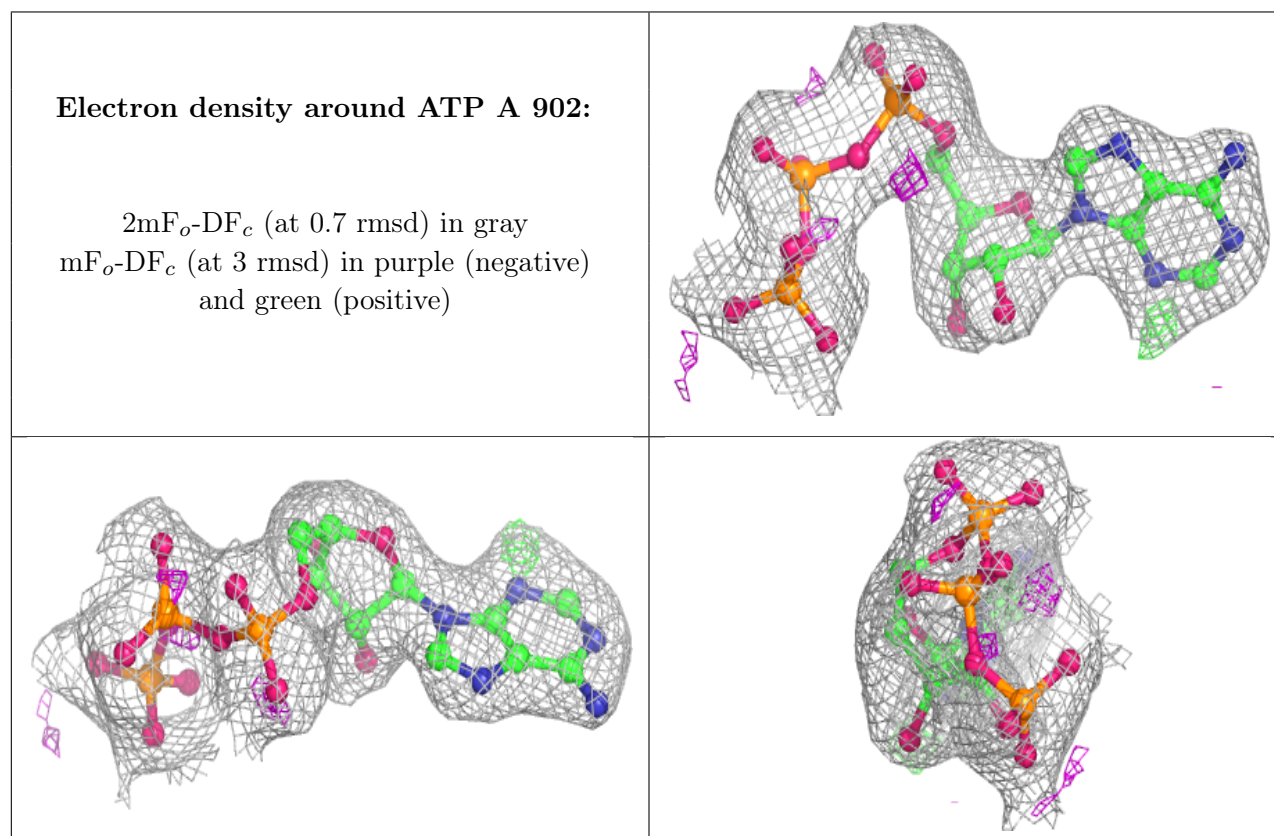 Electron density around ATP A 902:
2mFₒ-DF𝒸 (at 0.7 rmsd) in gray
mFₒ-DF𝒸 (at 3 rmsd) in purple (negative)
and green (positive)